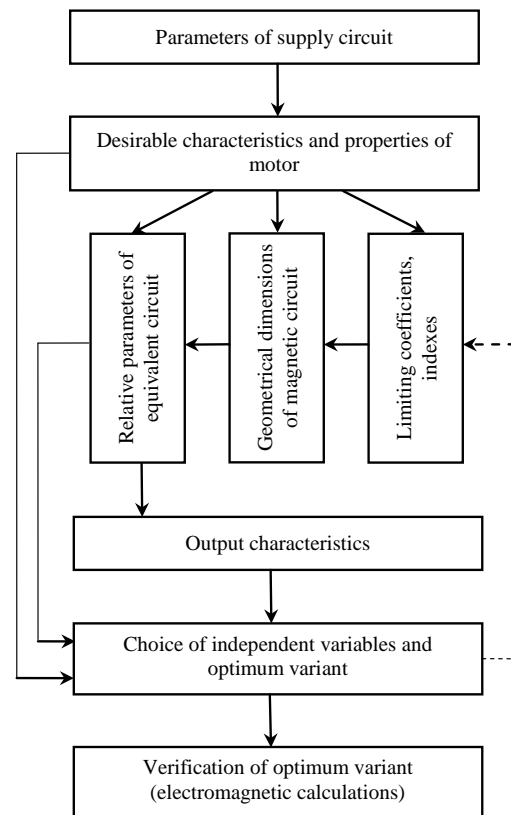 Parameters of supply circuit
Desirable characteristics and properties of
motor
Relative parameters of
equivalent circuit
Geometrical dimensions
of magnetic circuit
Limiting coefficients,
indexes
Output characteristics
Choice of independent variables and
optimum variant
Verification of optimum variant
(electromagnetic calculations)